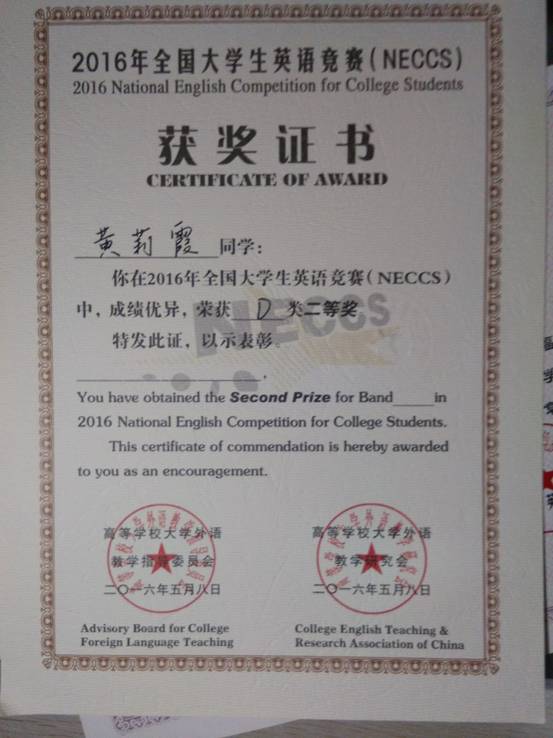 2016年全国大学生英语竞赛(NECCS)
2016 National English Competition for College Students
获奖证书
CERTIFICATE OF AWARD
黄莉霞 同学:
你在2016年全国大学生英语竞赛(NECCS)
中,成绩优异,荣获 D 类二等奖
特发此证,以示表彰。
NECCS
You have obtained the Second Prize for Band____in
2016 National English Competition for College Students.
This certificate of commendation is hereby awarded
to you as an encouragement.
高等学校大学外语
教学指导委员会
二〇一六年五月八日
Advisory Board for College
Foreign Language Teaching
高等学校大学外语
教学研究会
二〇一六年五月八日
College English Teaching &
Research Association of China